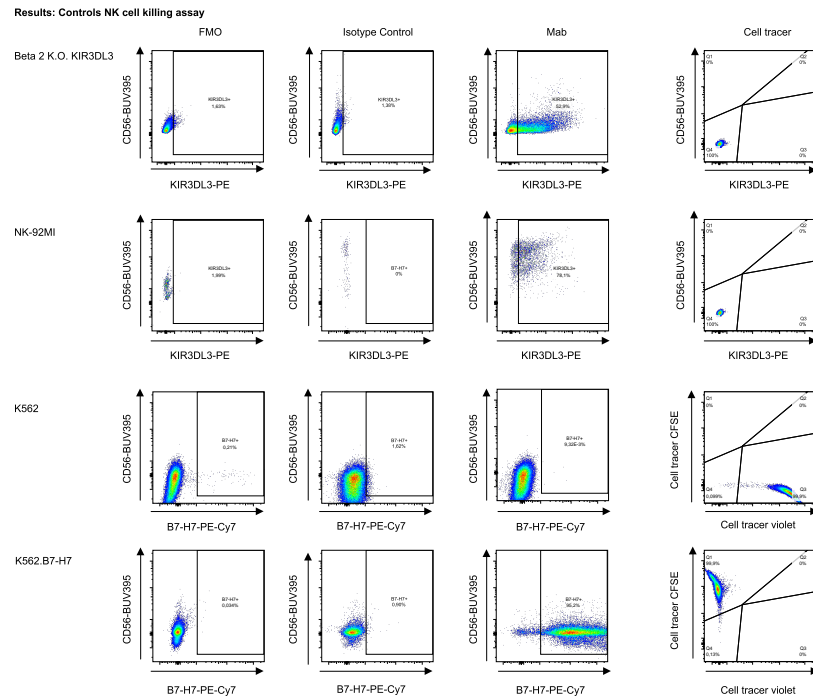 Results: Controls NK cell killing assay
FMO
Isotype Control
Mab
Cell tracer
Beta 2 K.O. KIR3DL3
CD56-BUV395
KIR3DL3+
1,63%
KIR3DL3-PE
CD56-BUV395
KIR3DL3+
1,38%
KIR3DL3-PE
CD56-BUV395
KIR3DL3+
52,9%
KIR3DL3-PE
CD56-BUV395
Q1
0%
Q2
0%
Q4
100%
Q3
0%
KIR3DL3-PE
NK-92MI
CD56-BUV395
KIR3DL3+
1,99%
KIR3DL3-PE
CD56-BUV395
B7-H7+
0%
KIR3DL3-PE
CD56-BUV395
KIR3DL3+
78,1%
KIR3DL3-PE
CD56-BUV395
Q1
0%
Q2
0%
Q4
100%
Q3
0%
KIR3DL3-PE
K562
CD56-BUV395
B7-H7+
0,21%
B7-H7-PE-Cy7
CD56-BUV395
B7-H7+
1,62%
B7-H7-PE-Cy7
CD56-BUV395
B7-H7+
9,32E-3%
B7-H7-PE-Cy7
Cell tracer CFSE
Q1
0%
Q2
0%
Q4
0,098%
Q3
99,9%
Cell tracer violet
K562.B7-H7
CD56-BUV395
B7-H7+
0,034%
B7-H7-PE-Cy7
CD56-BUV395
B7-H7+
0,90%
B7-H7-PE-Cy7
CD56-BUV395
B7-H7+
95,2%
B7-H7-PE-Cy7
Cell tracer CFSE
Q1
99,9%
Q2
0%
Q4
0,13%
Q3
0%
Cell tracer violet